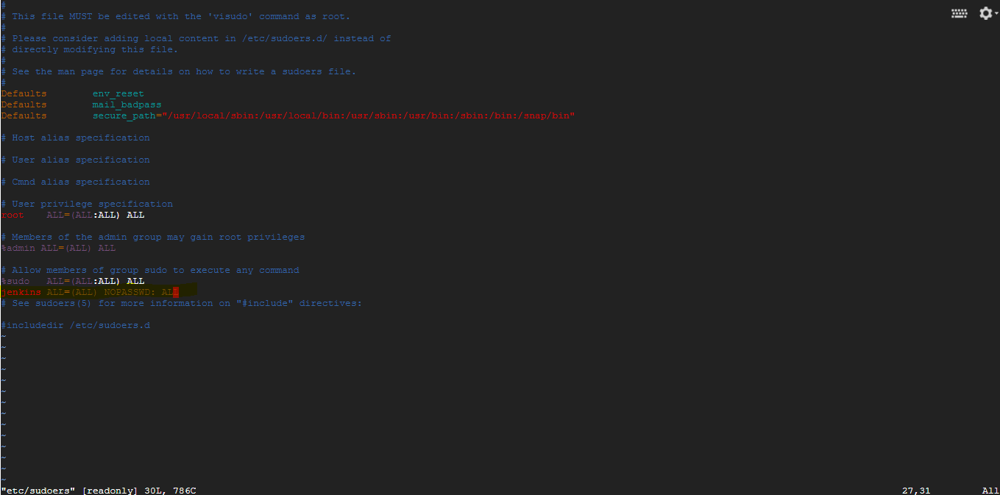 #
# This file MUST be edited with the 'visudo' command as root.
#
# Please consider adding local content in /etc/sudoers.d/ instead of
# directly modifying this file.
#
# See the man page for details on how to write a sudoers file.
#
Defaults        env_reset
Defaults        mail_badpass
Defaults        secure_path="/usr/local/sbin:/usr/local/bin:/usr/sbin:/usr/bin:/sbin:/bin:/snap/bin"
# Host alias specification
# User alias specification
# Cmnd alias specification
# User privilege specification
root    ALL=(ALL:ALL) ALL
# Members of the admin group may gain root privileges
%admin ALL=(ALL) ALL
# Allow members of group sudo to execute any command
%sudo   ALL=(ALL:ALL) ALL
jenkins ALL=(ALL) NOPASSWD: ALL
# See sudoers(5) for more information on "#include" directives:
#includedir /etc/sudoers.d
~
~
~
~
~
~
~
~
~
~
~
~
~
~
"etc/sudoers" [readonly] 30L, 786C    27,31    All